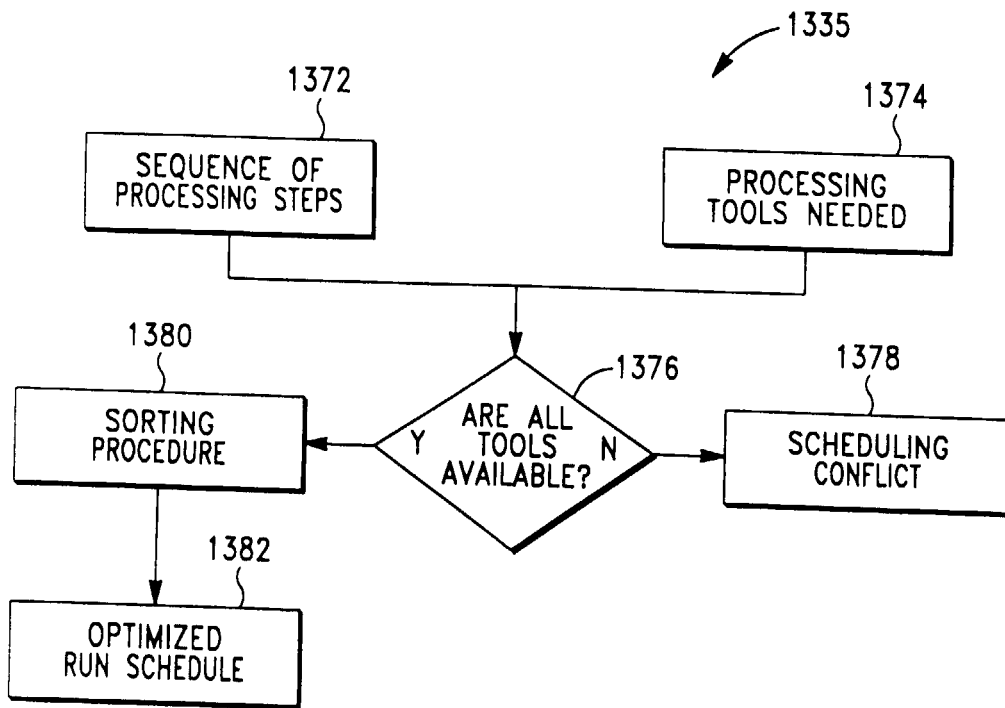 1335
1372
SEQUENCE OF
PROCESSING STEPS
1374
PROCESSING
TOOLS NEEDED
1376
ARE ALL
TOOLS
AVAILABLE?
Y
N
1380
SORTING
PROCEDURE
1378
SCHEDULING
CONFLICT
1382
OPTIMIZED
RUN SCHEDULE